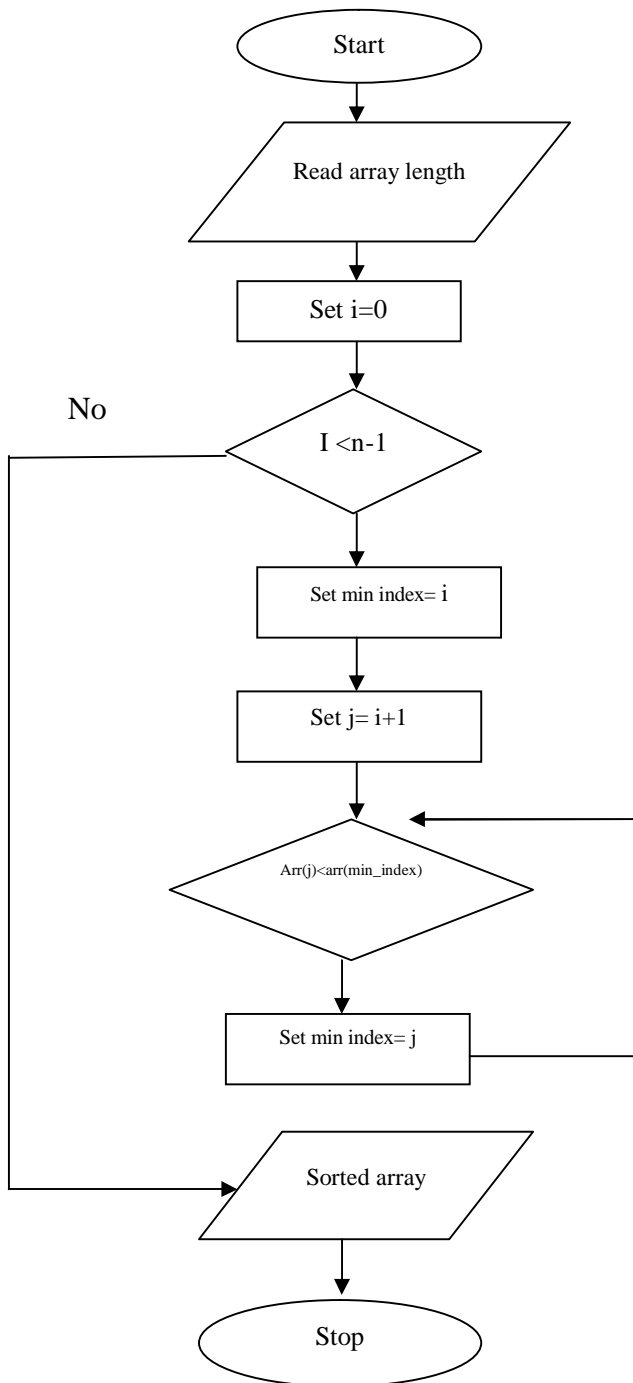 Start
Read array length
Set i=0
No
I <n-1
Set min index= i
Set j= i+1
Arr(j)<arr(min_index)
Set min index= j
Sorted array
Stop